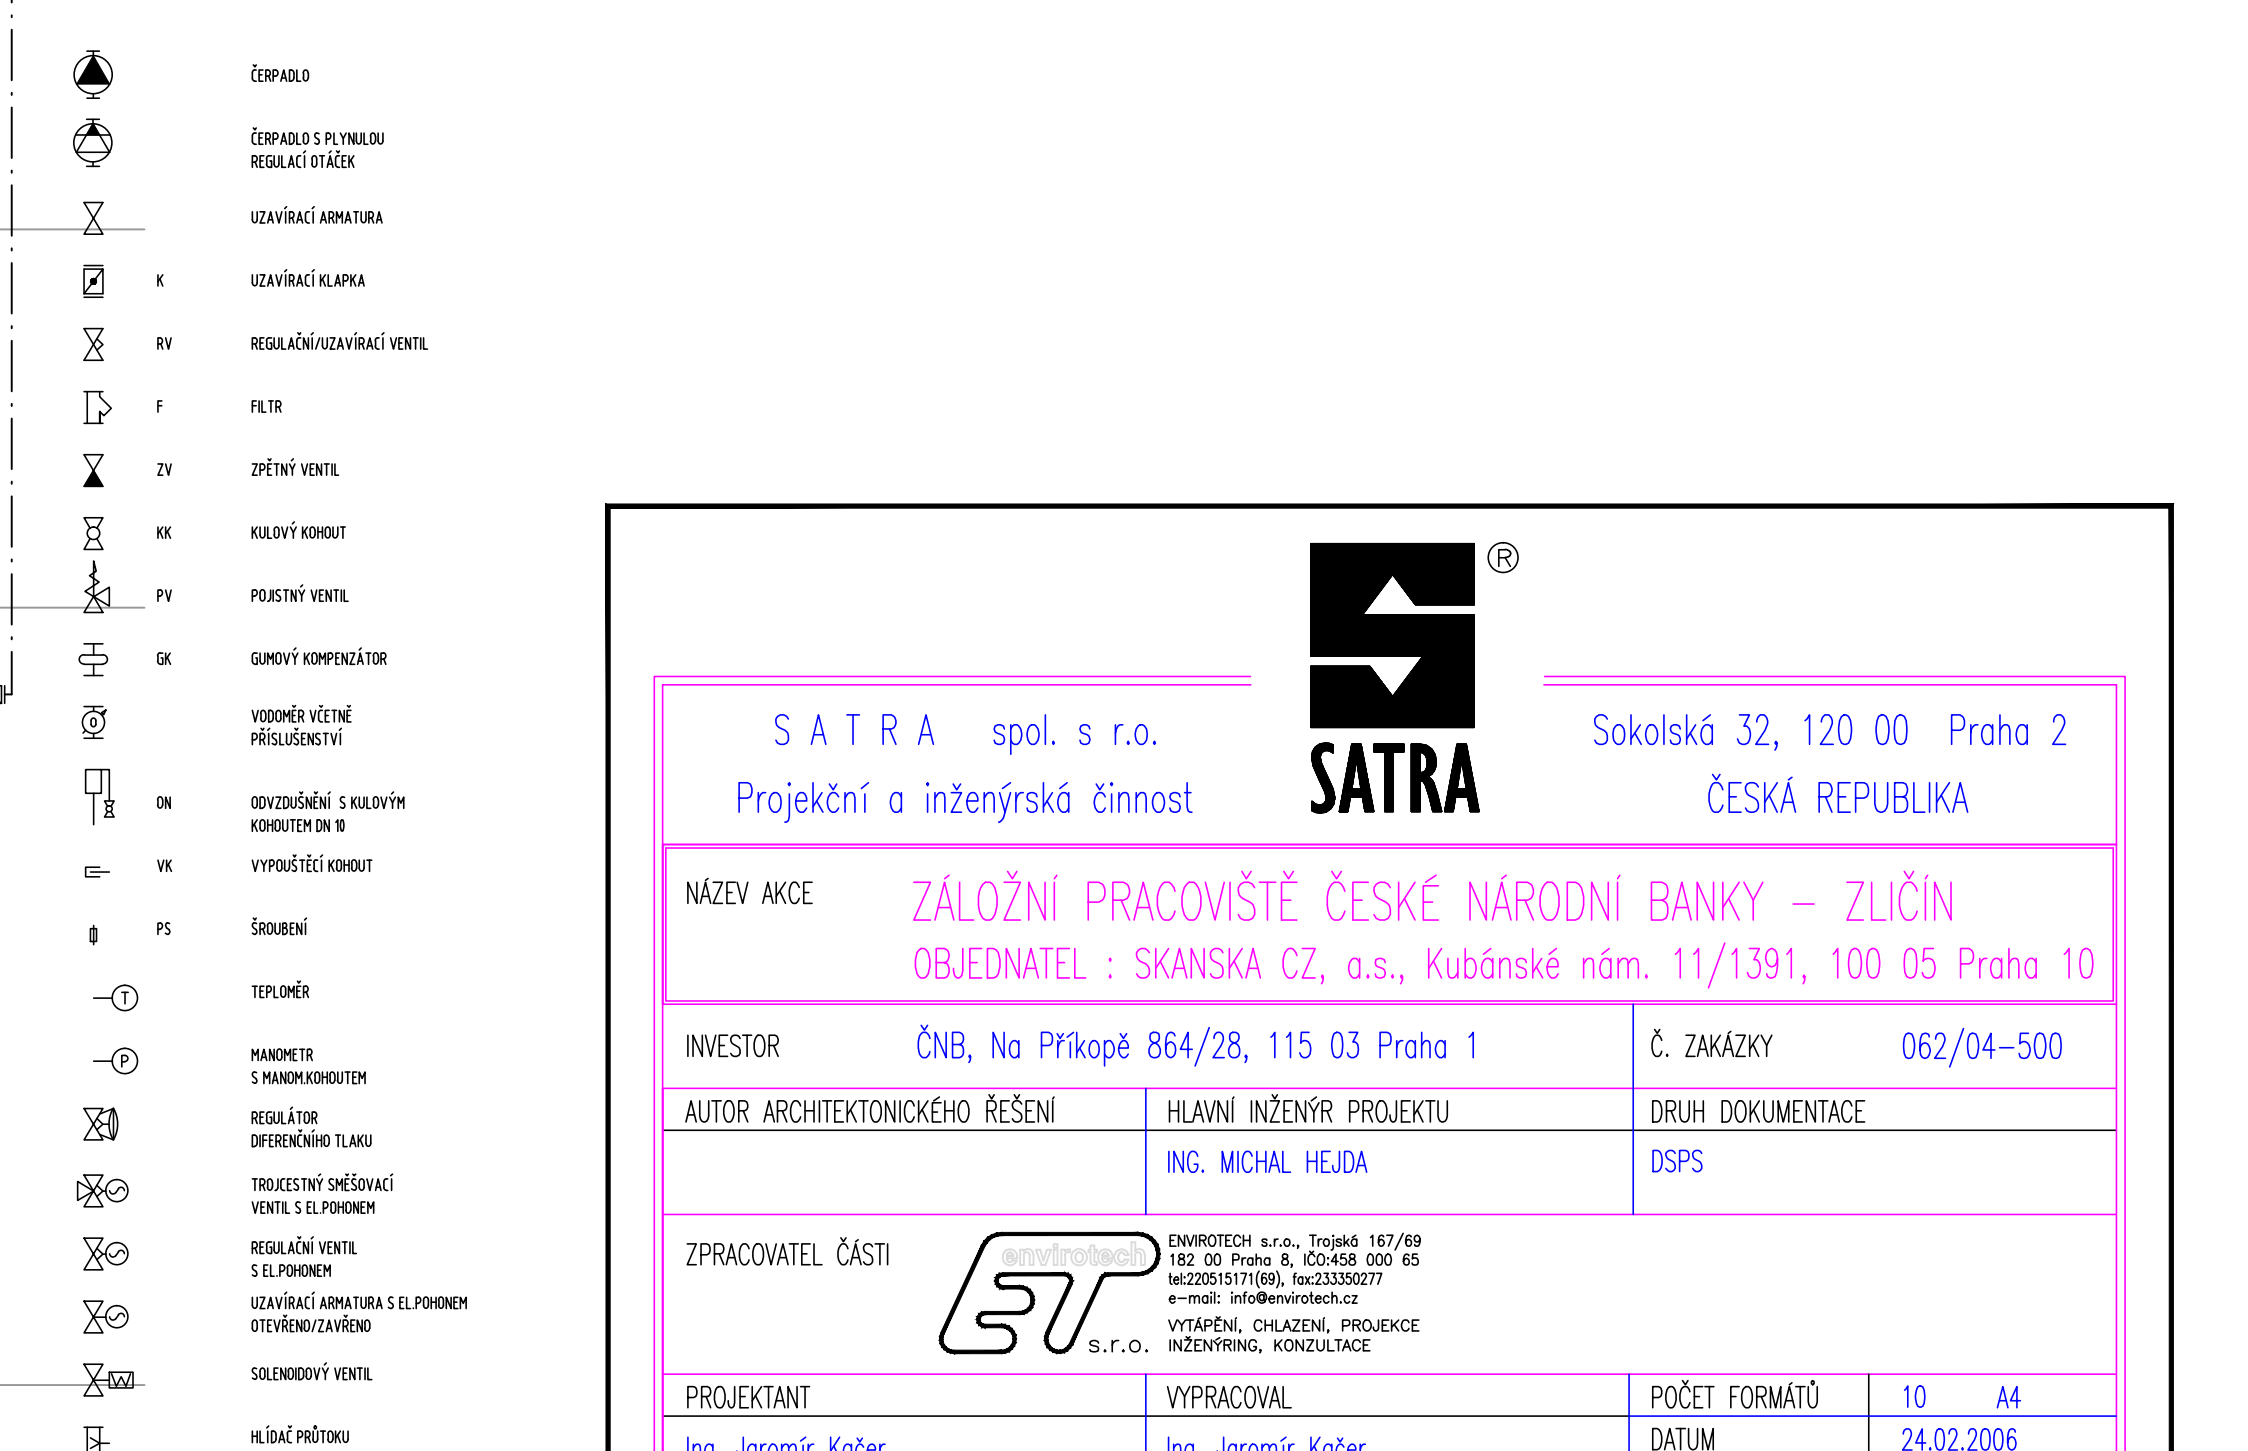 ČERPADLO
ČERPADLO S PLYNULOU
REGULACÍ OTÁČEK
UZAVÍRACÍ ARMATURA
K UZAVÍRACÍ KLAPKA
RV REGULAČNÍ/UZAVÍRACÍ VENTIL
F FILTR
ZV ZPĚTNÝ VENTIL
KK KULOVÝ KOHOUT
PV POJISTNÝ VENTIL
GK GUMOVÝ KOMPENZÁTOR
VODOMĚR VČETNĚ
PŘÍSLUŠENSTVÍ
ON ODVZDUŠNĚNÍ S KULOVÝM
KOHOUTEM DN 10
VK VYPOUŠTĚCÍ KOHOUT
PS ŠROUBENÍ
T TEPLOMĚR
P MANOMETR
S MANOM.KOHOUTEM
REGULÁTOR
DIFERENČNÍHO TLAKU
TROJCESTNÝ SMĚŠOVACÍ
VENTIL S EL.POHONEM
REGULAČNÍ VENTIL
S EL.POHONEM
UZAVÍRACÍ ARMATURA S EL.POHONEM
OTEVŘENO/ZAVŘENO
SOLENOIDOVÝ VENTIL
HLÍDAČ PRŮTOKU
®
SATRA
S A T R A spol. s r.o.
Projekční a inženýrská činnost
Sokolská 32, 120 00 Praha 2
ČESKÁ REPUBLIKA
NÁZEV AKCE ZÁLOŽNÍ PRACOVIŠTĚ ČESKÉ NÁRODNÍ BANKY – ZLIČÍN
OBJEDNATEL : SKANSKA CZ, a.s., Kubánské nám. 11/1391, 100 05 Praha 10
INVESTOR ČNB, Na Příkopě 864/28, 115 03 Praha 1
Č. ZAKÁZKY 062/04-500
AUTOR ARCHITEKTONICKÉHO ŘEŠENÍ
HLAVNÍ INŽENÝR PROJEKTU
ING. MICHAL HEJDA
DRUH DOKUMENTACE
DSPS
ZPRACOVATEL ČÁSTI
envirotech
ET s.r.o.
ENVIROTECH s.r.o., Trojská 167/69
182 00 Praha 8, IČO:458 000 65
tel:220515171(69), fax:233350277
e-mail: info@envirotech.cz
VYTÁPĚNÍ, CHLAZENÍ, PROJEKCE
INŽENÝRING, KONZULTACE
PROJEKTANT
Ing. Jaromír Kačer
VYPRACOVAL
Ing. Jaromír Kačer
POČET FORMÁTŮ 10 A4
DATUM 24.02.2006